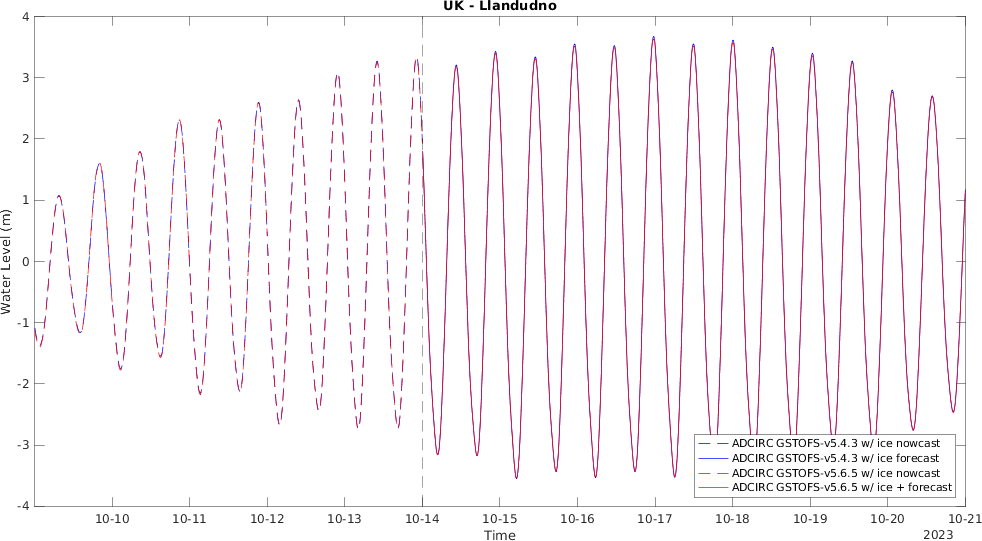 UK - Llandudno
4
3
2
1
0
-1
-2
-3
-4
Water Level (m)
ADCIRC GSTOFS-v5.4.3 w/ ice nowcast
ADCIRC GSTOFS-v5.4.3 w/ ice forecast
ADCIRC GSTOFS-v5.6.5 w/ ice nowcast
ADCIRC GSTOFS-v5.6.5 w/ ice + forecast
10-10 10-11 10-12 10-13 10-14 10-15 10-16 10-17 10-18 10-19 10-20 10-21
Time
2023